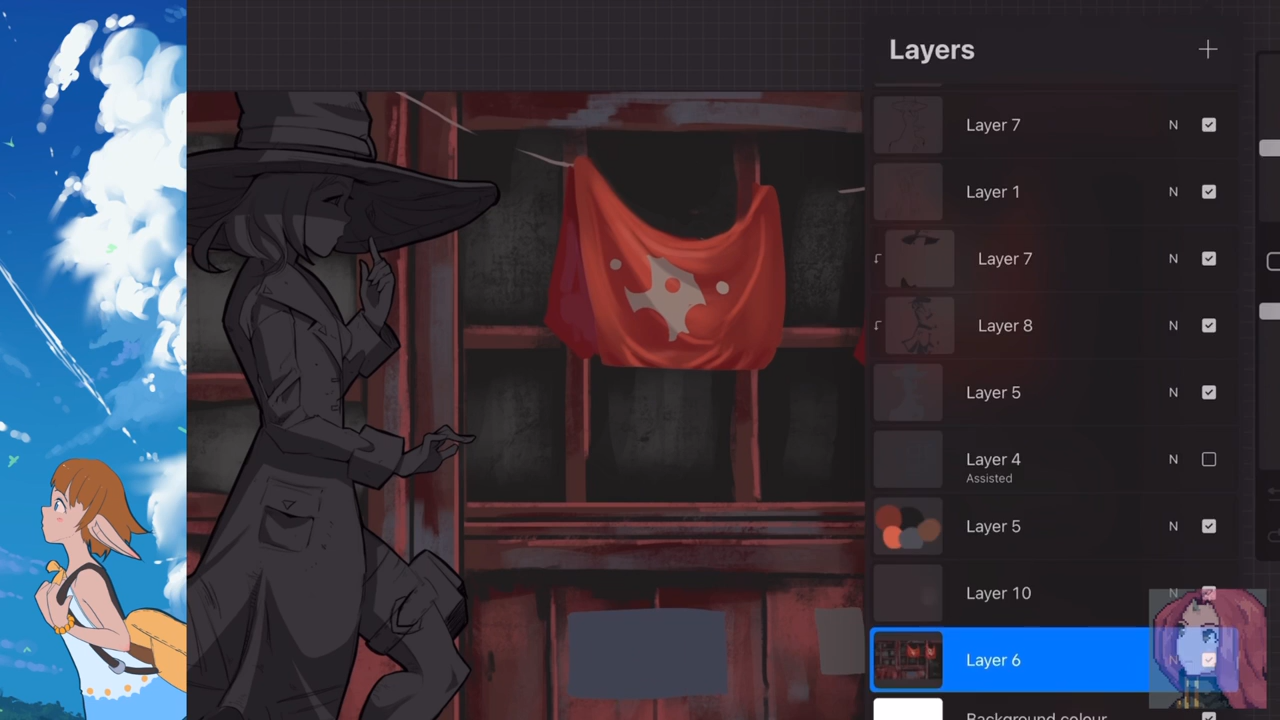 Layers
Layer 7 N
Layer 1 N
Layer 7 N
Layer 8 N
Layer 5 N
Layer 4 N
Assisted
Layer 5 N
Layer 10 N
Layer 6 N
Background colour